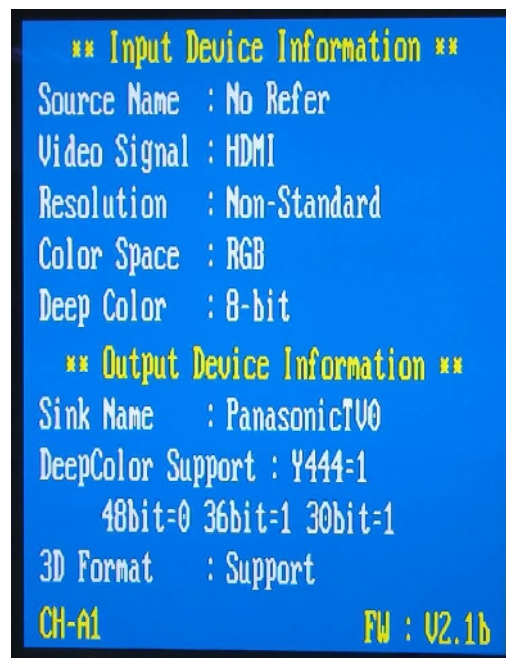 ** Input Device Information **
Source Name : No Refer
Video Signal : HDMI
Resolution : Non-Standard
Color Space : RGB
Deep Color : 8-bit
** Output Device Information **
Sink Name : PanasonicTV0
DeepColor Support : Y444=1
48bit=0 36bit=1 30bit=1
3D Format : Support
CH-A1 FW : V2.1b